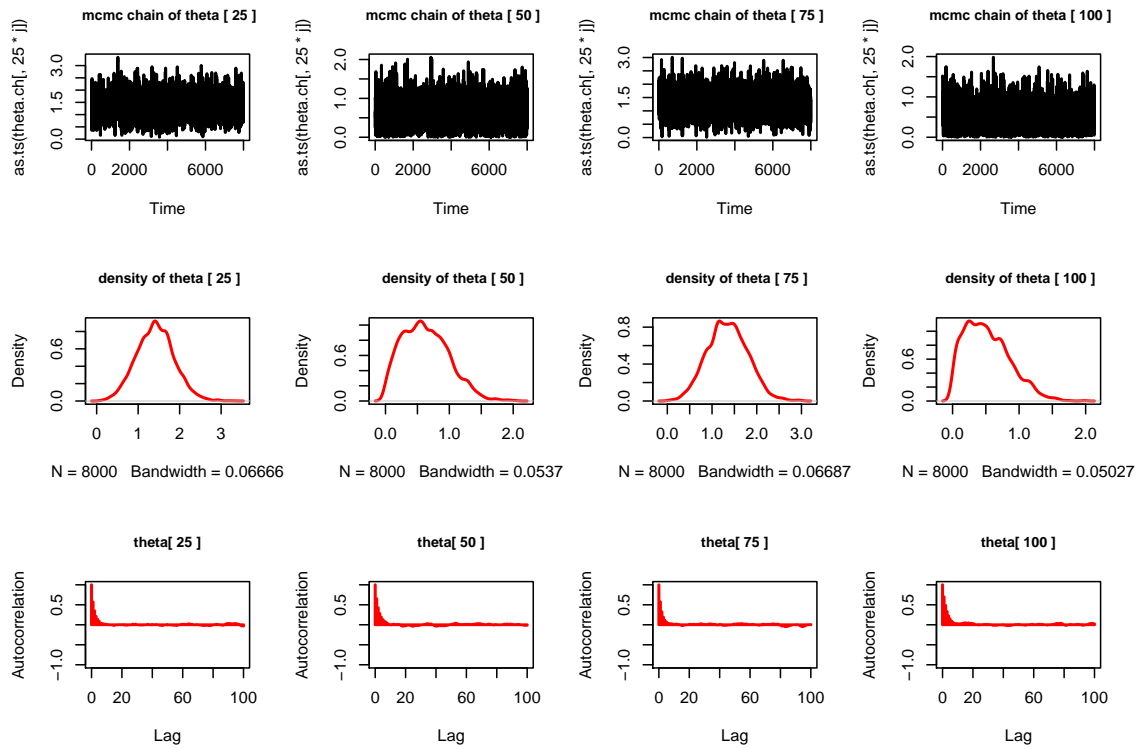 mcmc chain of theta [ 25 ]
as.ts(theta.ch[, 25 * j])
0.0 1.5 3.0
0 2000 6000
Time
mcmc chain of theta [ 50 ]
as.ts(theta.ch[, 25 * j])
0.0 1.0 2.0
0 2000 6000
Time
mcmc chain of theta [ 75 ]
as.ts(theta.ch[, 25 * j])
0.0 1.5 3.0
0 2000 6000
Time
mcmc chain of theta [ 100 ]
as.ts(theta.ch[, 25 * j])
0.0 1.0 2.0
0 2000 6000
Time
density of theta [ 25 ]
Density
0.0 0.6
0 1 2 3
N = 8000 Bandwidth = 0.06666
density of theta [ 50 ]
Density
0.0 0.6
0.0 1.0 2.0
N = 8000 Bandwidth = 0.0537
density of theta [ 75 ]
Density
0.0 0.4 0.8
0.0 1.0 2.0 3.0
N = 8000 Bandwidth = 0.06687
density of theta [ 100 ]
Density
0.0 0.6
0.0 1.0 2.0
N = 8000 Bandwidth = 0.05027
theta[ 25 ]
Autocorrelation
−1.0 0.5
0 20 60 100
Lag
theta[ 50 ]
Autocorrelation
−1.0 0.5
0 20 60 100
Lag
theta[ 75 ]
Autocorrelation
−1.0 0.5
0 20 60 100
Lag
theta[ 100 ]
Autocorrelation
−1.0 0.5
0 20 60 100
Lag